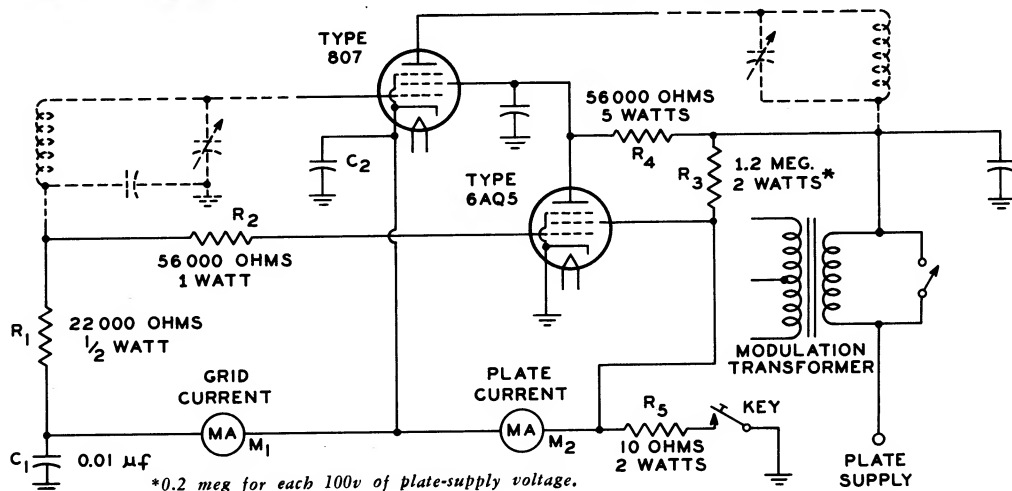 TYPE
807
56 000 OHMS
5 WATTS
R4
C2
R3
1.2 MEG.
2 WATTS*
TYPE
6AQ5
R2
56 000 OHMS
1 WATT
R1
22 000 OHMS
1/2 WATT
MODULATION
TRANSFORMER
GRID
CURRENT
MA
M1
PLATE
CURRENT
MA
M2
R5
10 OHMS
2 WATTS
KEY
C1
0.01 μf
PLATE
SUPPLY
*0.2 meg for each 100v of plate-supply voltage.